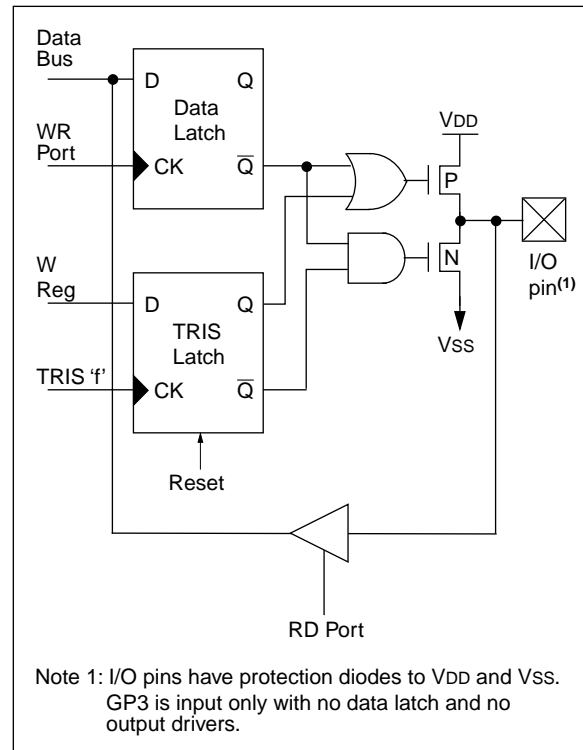 Data
Bus
D
Q
Data
Latch
WR
Port
CK
Q
VDD
P
N
I/O
pin(1)
VSS
W
Reg
D
Q
TRIS
Latch
TRIS ‘f’
CK
Q
Reset
RD Port
Note 1: I/O pins have protection diodes to VDD and VSS.
GP3 is input only with no data latch and no
output drivers.